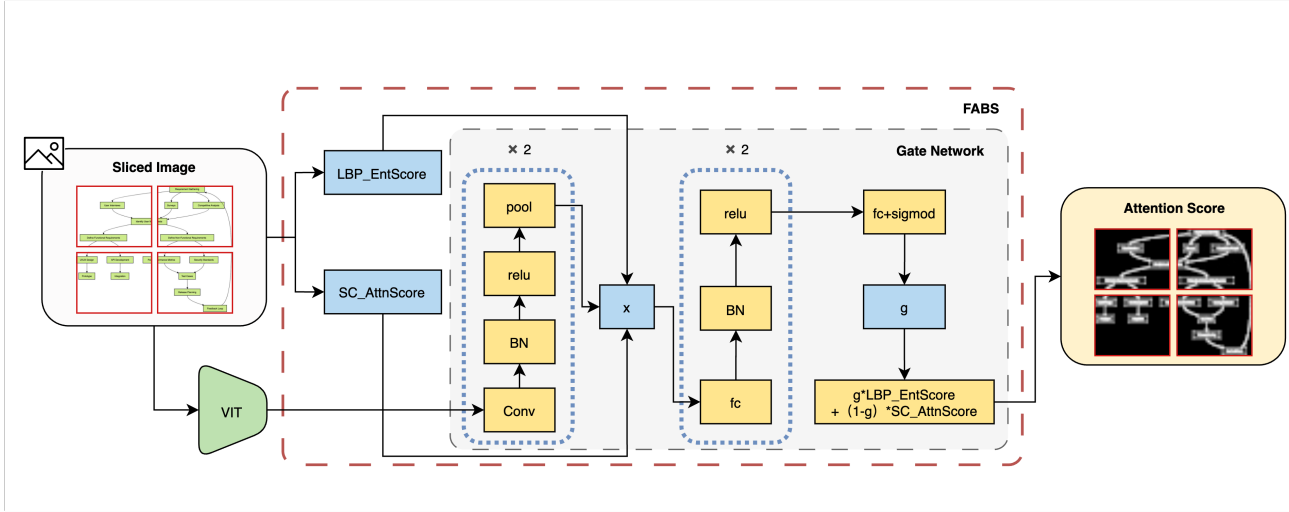 FABS
Gate Network
Sliced Image
LBP_EntScore
SC_AttnScore
VIT
× 2
pool
relu
BN
Conv
x
× 2
relu
BN
fc
fc+sigmod
g
g*LBP_EntScore
+ (1-g) *SC_AttnScore
Attention Score